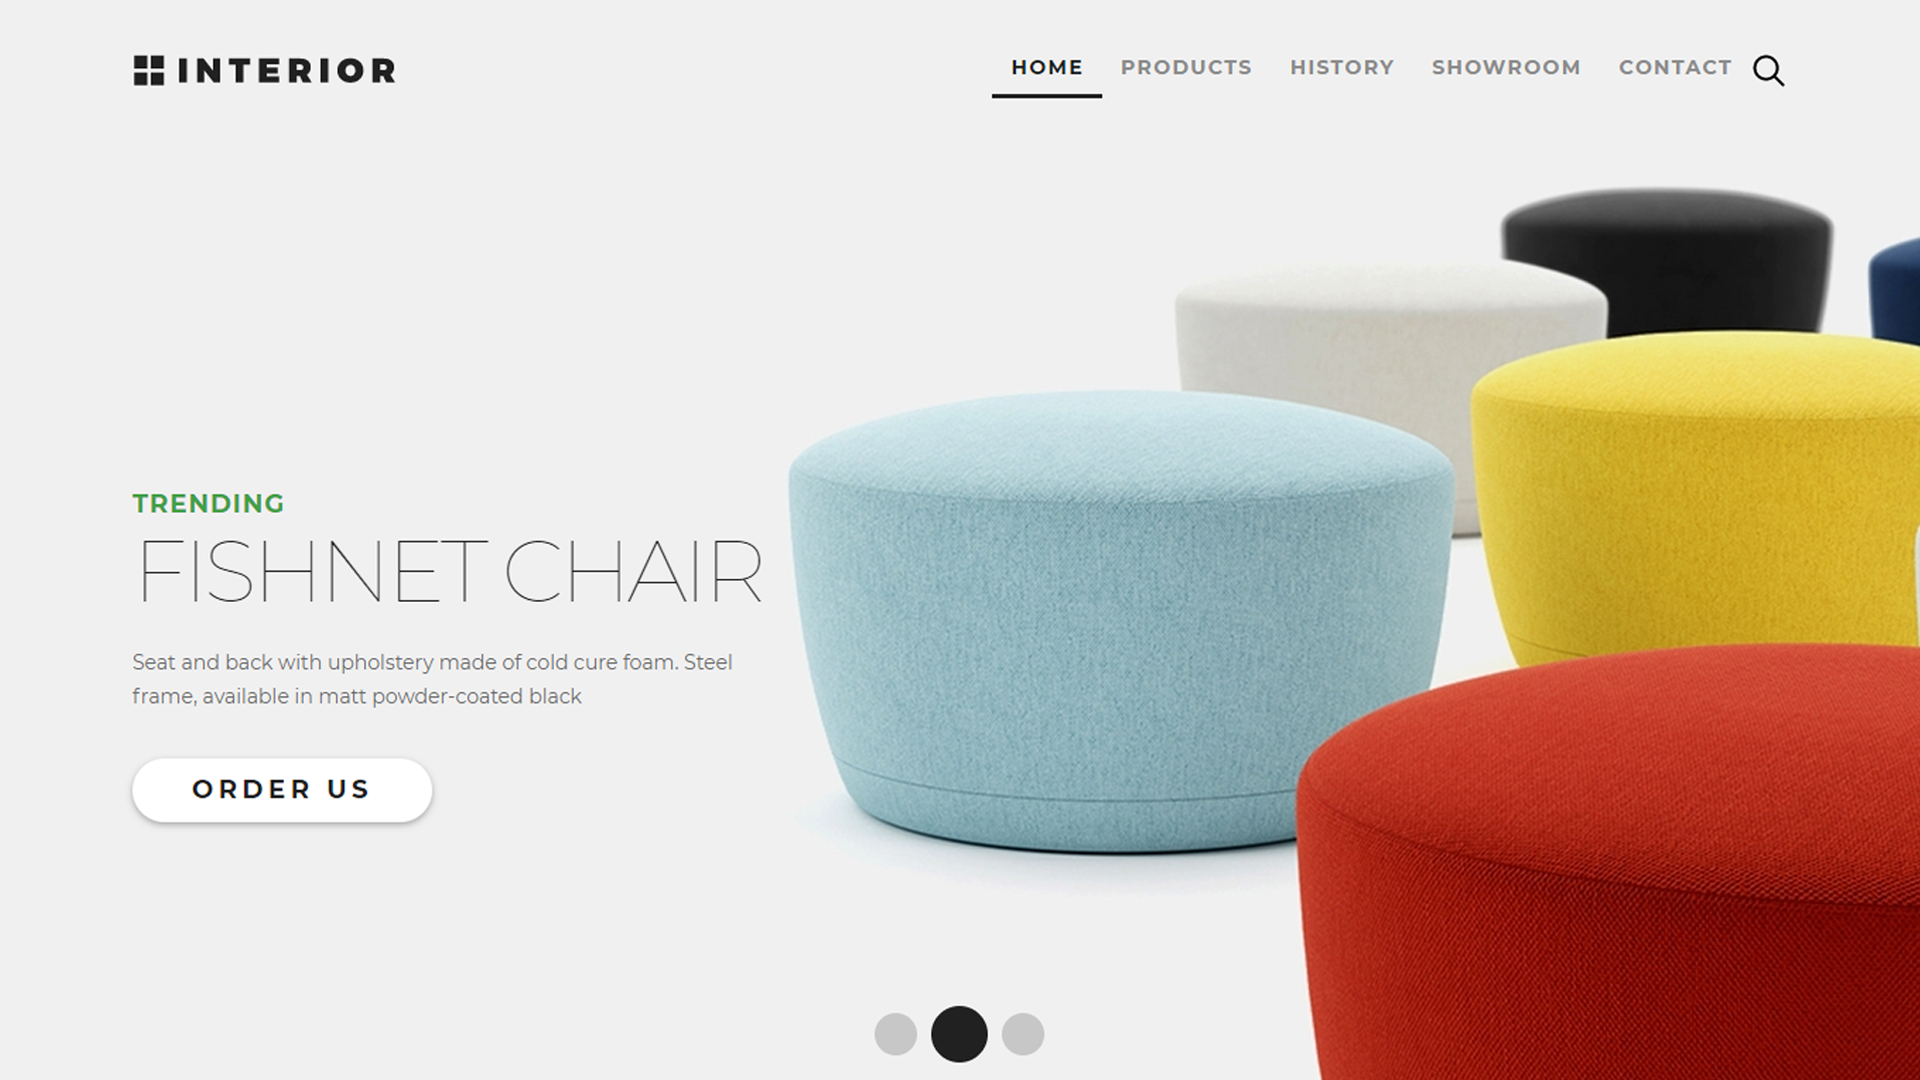 INTERIOR
HOME PRODUCTS HISTORY SHOWROOM CONTACT
TRENDING
FISHNET CHAIR
Seat and back with upholstery made of cold cure foam. Steel
frame, available in matt powder-coated black
ORDER US